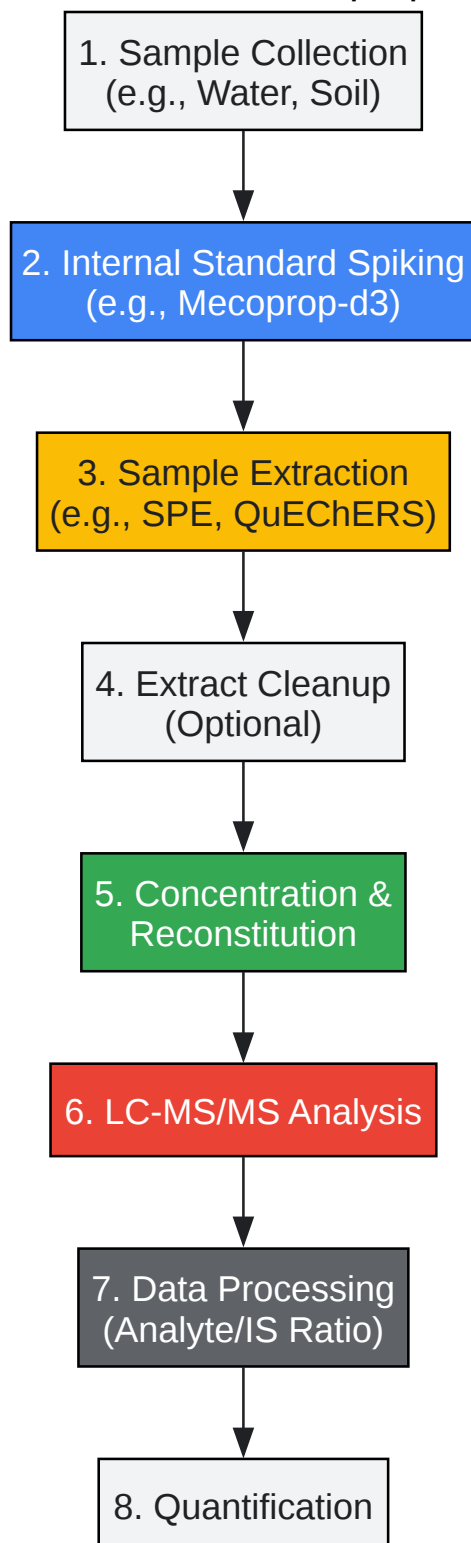 1. Sample Collection
(e.g., Water, Soil)
2. Internal Standard Spiking
(e.g., Mecoprop-d3)
3. Sample Extraction
(e.g., SPE, QuEChERS)
4. Extract Cleanup
(Optional)
5. Concentration &
Reconstitution
6. LC-MS/MS Analysis
7. Data Processing
(Analyte/IS Ratio)
8. Quantification